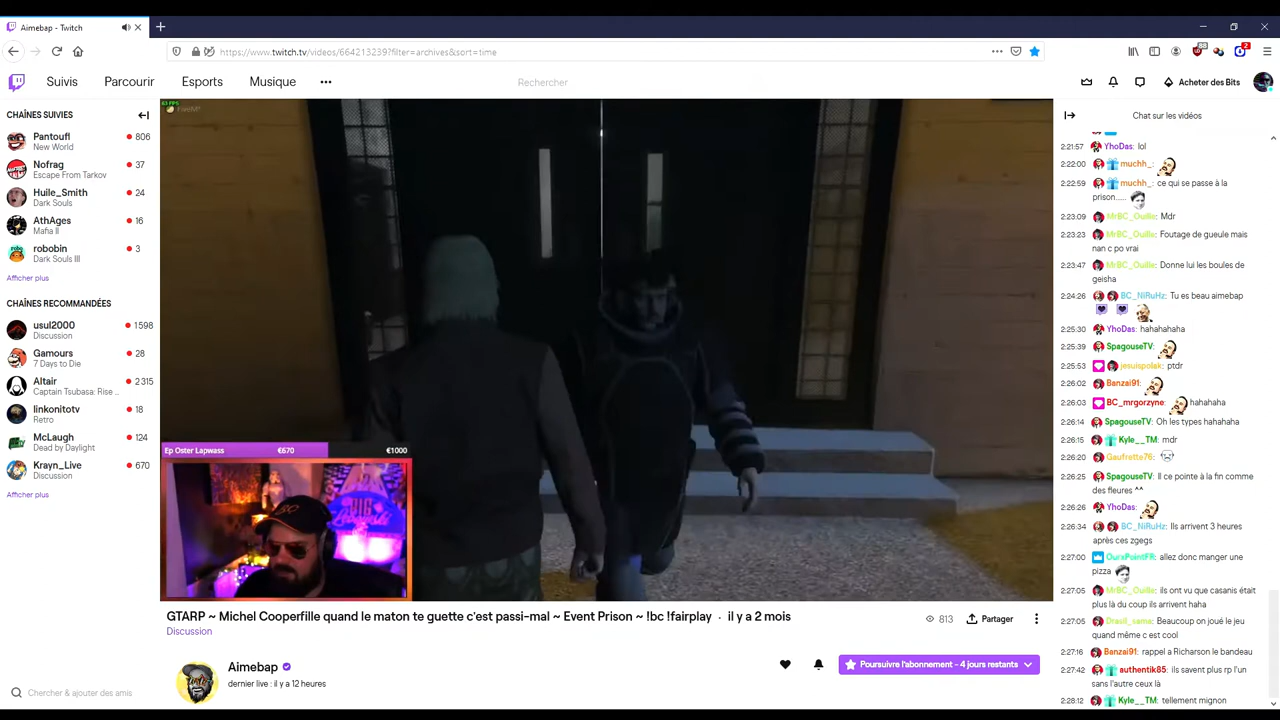 Aimebap - Twitch
https://www.twitch.tv/videos/664213239?filter=archives&sort=time
88
2
Suivis
Parcourir
Esports
Musique
Rechercher
Acheter des Bits
CHAÎNES SUIVIES
Pantoufl 806
New World
Nofrag 37
Escape From Tarkov
Huile_Smith 24
Dark Souls
AthAges 16
Mafia II
robobin 3
Dark Souls III
Afficher plus
CHAÎNES RECOMMANDÉES
usul2000 1 598
Discussion
Gamours 28
7 Days to Die
Altair 2 315
Captain Tsubasa: Rise ...
linkonitotv 18
Retro
McLaugh 124
Dead by Daylight
Krayn_Live 670
Discussion
Afficher plus
Chercher & ajouter des amis
63 FPS
FiveM
Ep Oster Lapwass €670 €1000
BIG
GTARP ~ Michel Cooperfille quand le maton te guette c'est passi-mal ~ Event Prison ~ !bc !fairplay · il y a 2 mois
Discussion
813
Partager
Aimebap
dernier live : il y a 12 heures
Poursuivre l'abonnement - 4 jours restants
Chat sur les vidéos
2:21:57 YhoDas: lol
2:22:00 muchh_:
2:22:59 muchh_: ce qui se passe à la
prison.....
2:23:09 MrBC_Ouille: Mdr
2:23:23 MrBC_Ouille: Foutage de gueule mais
nan c po vrai
2:23:47 MrBC_Ouille: Donne lui les boules de
geisha
2:24:26 BC_NiRuHz: Tu es beau aimebap
2:25:30 YhoDas: hahahahaha
2:25:39 SpagouseTV:
2:25:53 jesuispolak: ptdr
2:26:02 Banzai91:
2:26:03 BC_mrgorzyne: hahahaha
2:26:14 SpagouseTV: Oh les types hahahaha
2:26:15 Kyle__TM: mdr
2:26:20 Gaufrette76:
2:26:25 SpagouseTV: Il ce pointe à la fin comme
des fleures ^^
2:26:26 YhoDas:
2:26:34 BC_NiRuHz: Ils arrivent 3 heures
après ces zgegs
2:27:00 OurxPointFR: allez donc manger une
pizza
2:27:05 MrBC_Ouille: ils ont vu que casanis était
plus là du coup ils arrivent haha
2:27:05 Drasil_sama: Beaucoup on joué le jeu
quand même c est cool
2:27:16 Banzai91: rappel a Richarson le bandeau
2:27:42 authentik85: ils savent plus rp l'un
sans l'autre ceux là
2:28:12 Kyle__TM: tellement mignon